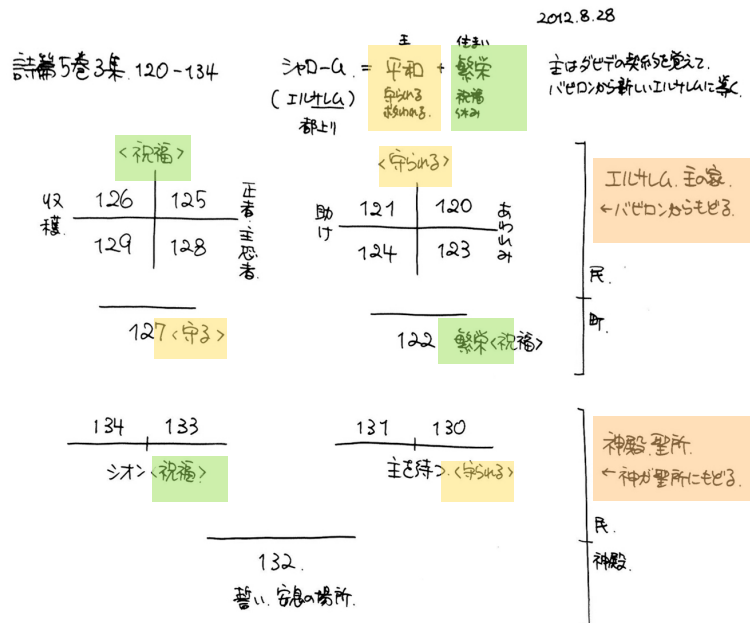 2012.8.28
詩篇5巻3集. 120-134
主 住まい
シャローム = 平和 + 繁栄
(エルサレム) 守られる 祝福
都上り 救われる. 休み
主はダビデの契約を覚えて.
バビロンから新しいエルサレムに導く.
<祝福>
収穫. 126 125 正者.主恐者.
129 128
127 <守る>
<守られる>
助け 121 120 あわれみ
124 123
122 繁栄<祝福>
エルサレム. 主の家.
←バビロンからもどる.
民.
町.
134 133
シオン<祝福>
131 130
主を待つ.<守られる>
132.
誓い. 安息の場所.
神殿. 聖所.
←神が聖所にもどる.
民.
神殿.